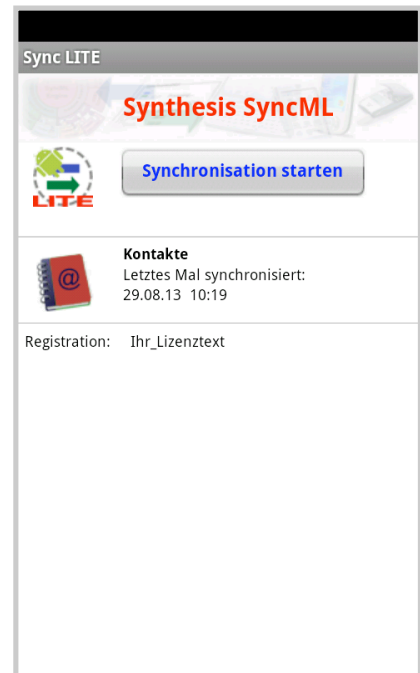 Sync LITE
Synthesis SyncML
LITE
Synchronisation starten
@
Kontakte
Letztes Mal synchronisiert:
29.08.13 10:19
Registration: Ihr_Lizenztext